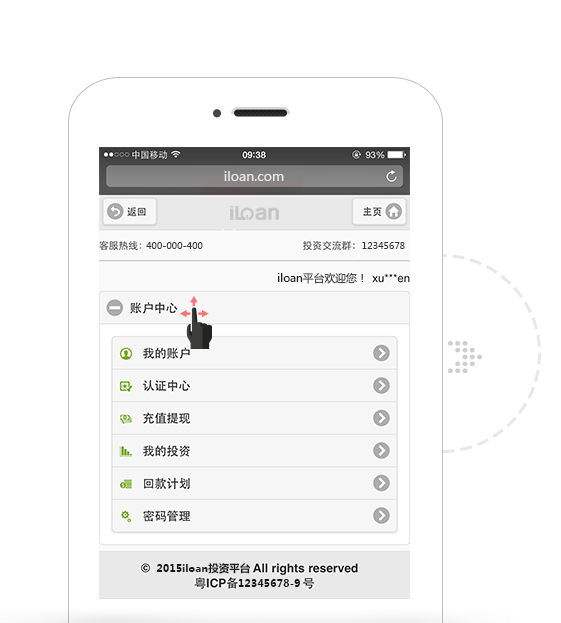 中国移动 09:38 93%
iloan.com
返回 iLoan 主页
客服热线：400-000-400 投资交流群：12345678
iloan平台欢迎您！ xu***en
账户中心
我的账户
认证中心
充值提现
我的投资
回款计划
密码管理
© 2015iloan投资平台 All rights reserved
粤ICP备12345678-9 号